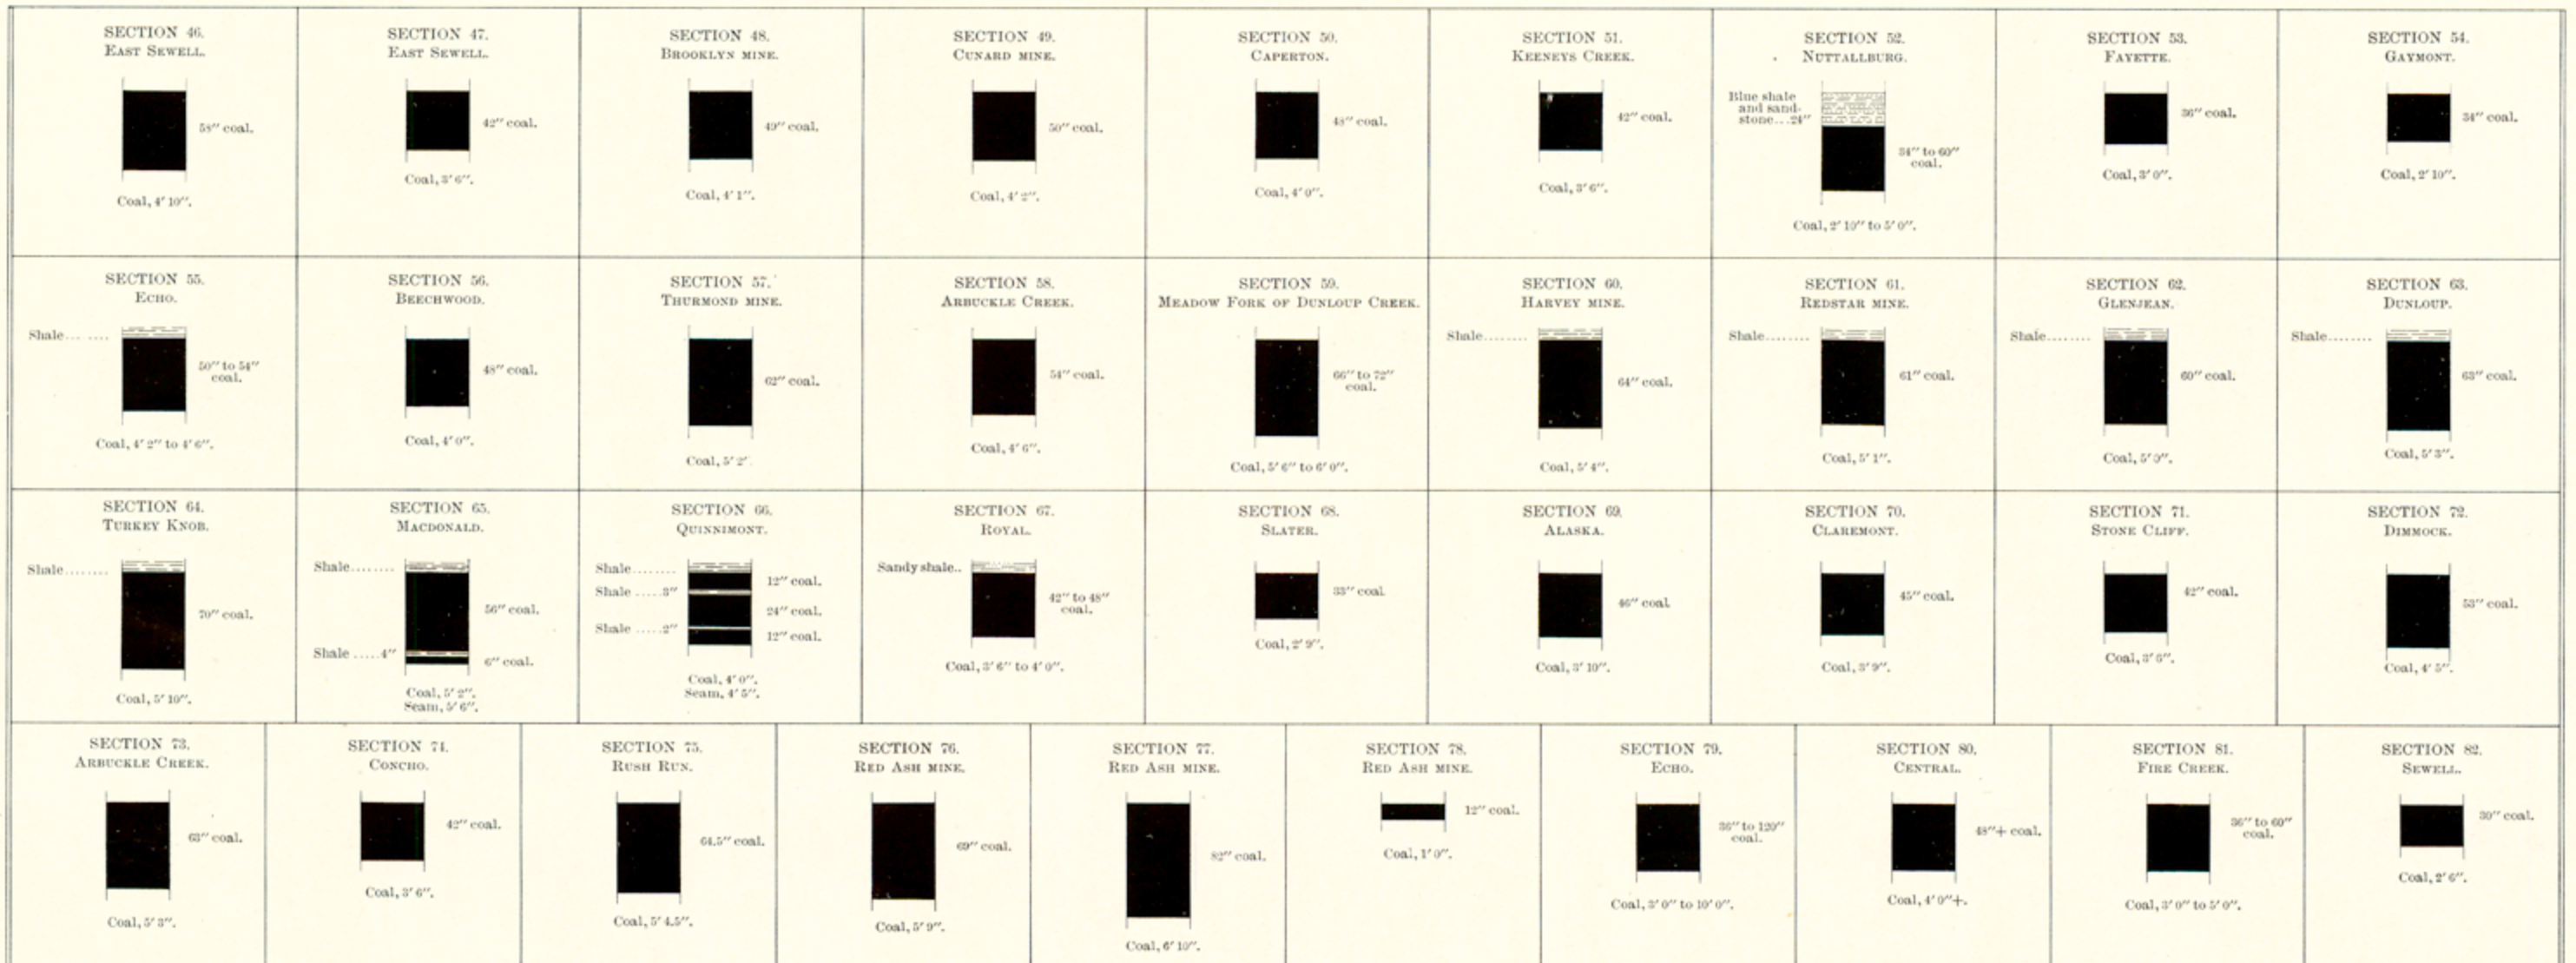 SECTION 46.
EAST SEWELL.
58″ coal.
Coal, 4′ 10″.
SECTION 47.
EAST SEWELL.
42″ coal.
Coal, 3′ 6″.
SECTION 48.
BROOKLYN MINE.
49″ coal.
Coal, 4′ 1″.
SECTION 49.
CUNARD MINE.
50″ coal.
Coal, 4′ 2″.
SECTION 50.
CAPERTON.
48″ coal.
Coal, 4′ 0″.
SECTION 51.
KEENEYS CREEK.
42″ coal.
Coal, 3′ 6″.
SECTION 52.
NUTTALLBURG.
Blue shale
and sand-
stone...24″
34″ to 60″
coal.
Coal, 2′ 10″ to 5′ 0″.
SECTION 53.
FAYETTE.
36″ coal.
Coal, 3′ 0″.
SECTION 54.
GAYMONT.
34″ coal.
Coal, 2′ 10″.
SECTION 55.
ECHO.
Shale... ....
50″ to 54″
coal.
Coal, 4′ 2″ to 4′ 6″.
SECTION 56.
BEECHWOOD.
48″ coal.
Coal, 4′ 0″.
SECTION 57.
THURMOND MINE.
62″ coal.
Coal, 5′ 2′
SECTION 58.
ARBUCKLE CREEK.
54″ coal.
Coal, 4′ 6″.
SECTION 59.
MEADOW FORK OF DUNLOUP CREEK.
66″ to 72″
coal.
Coal, 5′ 6″ to 6′ 0″.
SECTION 60.
HARVEY MINE.
Shale........
64″ coal.
Coal, 5′ 4″.
SECTION 61.
REDSTAR MINE.
Shale........
61″ coal.
Coal, 5′ 1″.
SECTION 62.
GLENJEAN.
Shale........
60″ coal.
Coal, 5′ 0″.
SECTION 63.
DUNLOUP.
Shale........
63″ coal.
Coal, 5′ 3″.
SECTION 64.
TURKEY KNOB.
Shale........
70″ coal.
Coal, 5′ 10″.
SECTION 65.
MACDONALD.
Shale........
56″ coal.
Shale .....4″
6″ coal.
Coal, 5′ 2″.
Seam, 5′ 6″.
SECTION 66.
QUINNIMONT.
Shale........
12″ coal.
Shale .....3″
24″ coal.
Shale .....2″
12″ coal.
Coal, 4′ 0″.
Seam, 4′ 5″.
SECTION 67.
ROYAL.
Sandy shale..
42″ to 48″
coal.
Coal, 3′ 6″ to 4′ 0″.
SECTION 68.
SLATER.
33″ coal
Coal, 2′ 9″.
SECTION 69.
ALASKA.
46″ coal
Coal, 3′ 10″.
SECTION 70.
CLAREMONT.
45″ coal.
Coal, 3′ 9″.
SECTION 71.
STONE CLIFF.
42″ coal.
Coal, 3′ 6″.
SECTION 72.
DIMMOCK.
53″ coal.
Coal, 4′ 5″.
SECTION 73.
ARBUCKLE CREEK.
63″ coal.
Coal, 5′ 3″.
SECTION 74.
CONCHO.
42″ coal.
Coal, 3′ 6″.
SECTION 75.
RUSH RUN.
64.5″ coal.
Coal, 5′ 4.5″.
SECTION 76.
RED ASH MINE.
69″ coal.
Coal, 5′ 9″.
SECTION 77.
RED ASH MINE.
82″ coal.
Coal, 6′ 10″.
SECTION 78.
RED ASH MINE.
12″ coal.
Coal, 1′ 0″.
SECTION 79.
ECHO.
36″ to 120″
coal.
Coal, 3′ 0″ to 10′ 0″.
SECTION 80.
CENTRAL.
48″+ coal.
Coal, 4′ 0″+.
SECTION 81.
FIRE CREEK.
36″ to 60″
coal.
Coal, 3′ 0″ to 5′ 0″.
SECTION 82.
SEWELL.
30″ coal.
Coal, 2′ 6″.